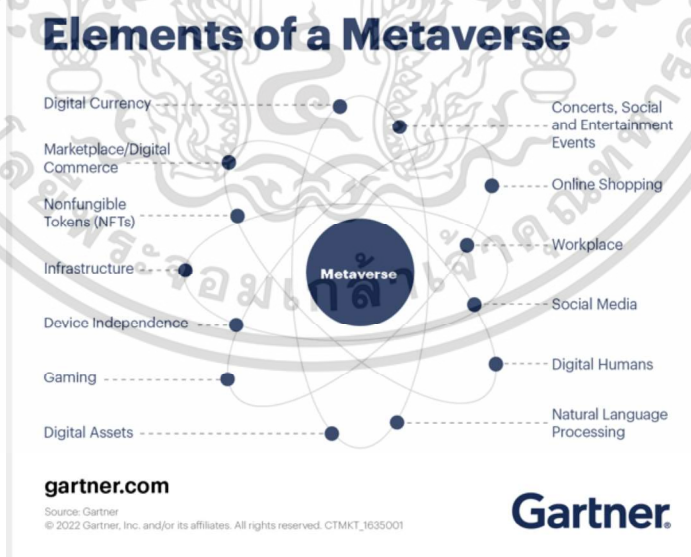 Elements of a Metaverse
Digital Currency
Marketplace/Digital
Commerce
Nonfungible
Tokens (NFTs)
Infrastructure
Device Independence
Gaming
Digital Assets
Metaverse
Concerts, Social
and Entertainment
Events
Online Shopping
Workplace
Social Media
Digital Humans
Natural Language
Processing
gartner.com
Source: Gartner
© 2022 Gartner, Inc. and/or its affiliates. All rights reserved. CTMKT_1635001
Gartner®